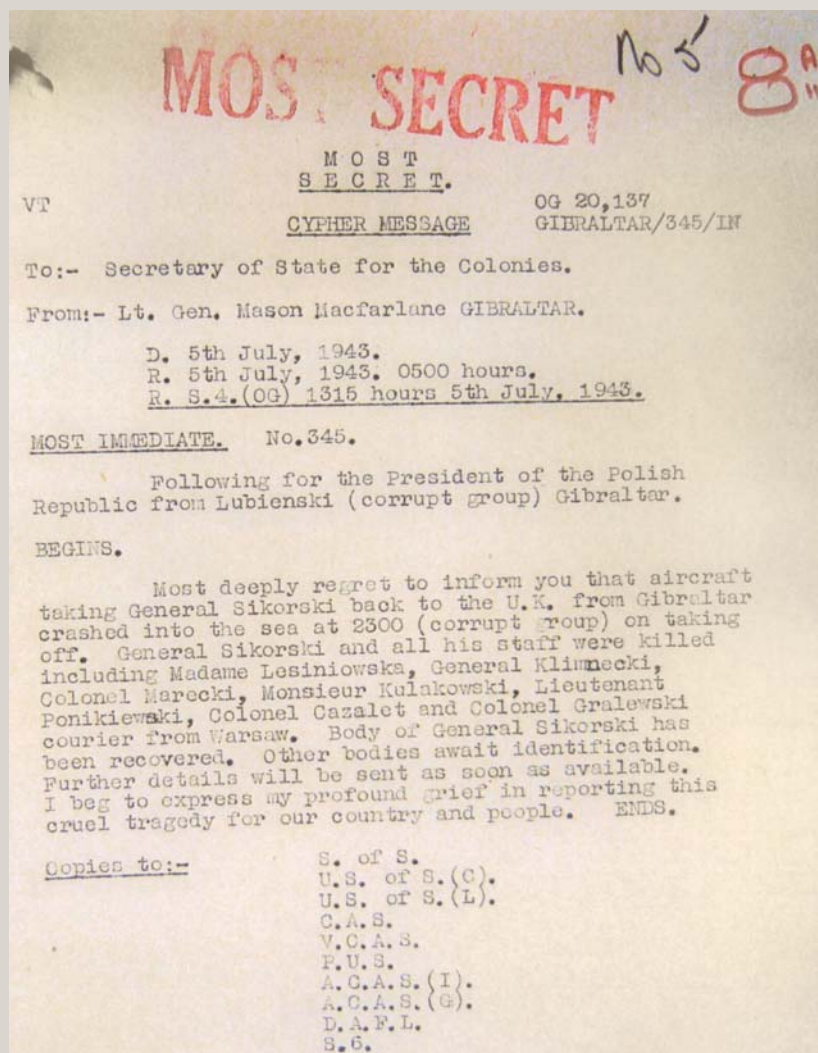 No 5 8A
MOST SECRET
M O S T
S E C R E T.
VT
OG 20,137
CYPHER MESSAGE
GIBRALTAR/345/IN
To:- Secretary of State for the Colonies.
From:- Lt. Gen. Mason Macfarlane GIBRALTAR.
D. 5th July, 1943.
R. 5th July, 1943. 0500 hours.
R. S.4.(OG) 1315 hours 5th July, 1943.
MOST IMMEDIATE. No.345.
Following for the President of the Polish
Republic from Lubienski (corrupt group) Gibraltar.
BEGINS.
Most deeply regret to inform you that aircraft
taking General Sikorski back to the U.K. from Gibraltar
crashed into the sea at 2300 (corrupt group) on taking
off. General Sikorski and all his staff were killed
including Madame Lesiniowska, General Klimnecki,
Colonel Marecki, Monsieur Kulakowski, Lieutenant
Ponikiewski, Colonel Cazalet and Colonel Gralewski
courier from Warsaw. Body of General Sikorski has
been recovered. Other bodies await identification.
Further details will be sent as soon as available.
I beg to express my profound grief in reporting this
cruel tragedy for our country and people. ENDS.
Copies to:-
S. of S.
U.S. of S.(C).
U.S. of S.(L).
C.A.S.
V.C.A.S.
P.U.S.
A.C.A.S.(I).
A.C.A.S.(G).
D.A.F.L.
S.6.